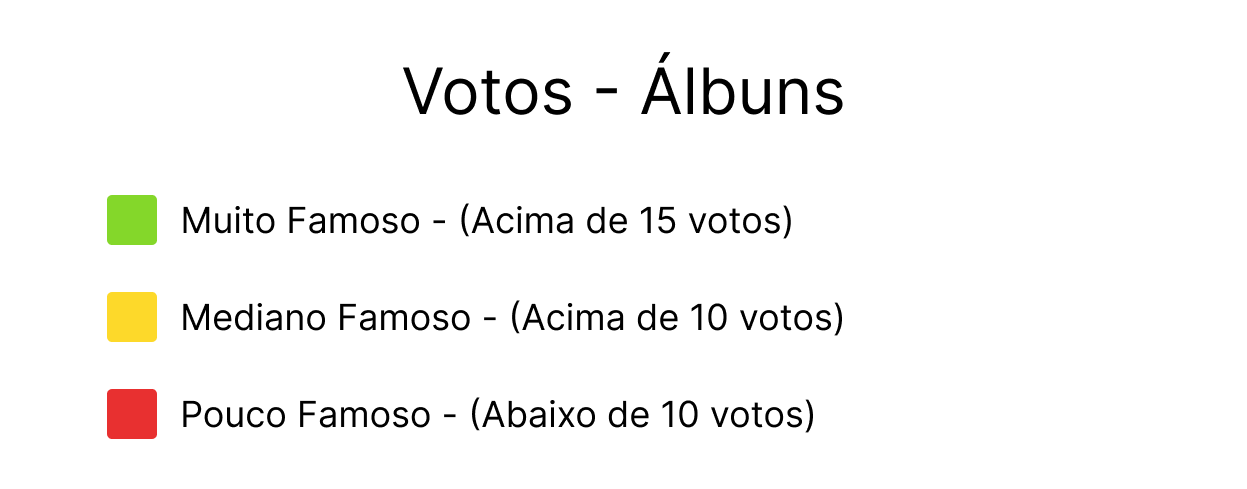 Votos - Álbuns
Muito Famoso - (Acima de 15 votos)
Mediano Famoso - (Acima de 10 votos)
Pouco Famoso - (Abaixo de 10 votos)